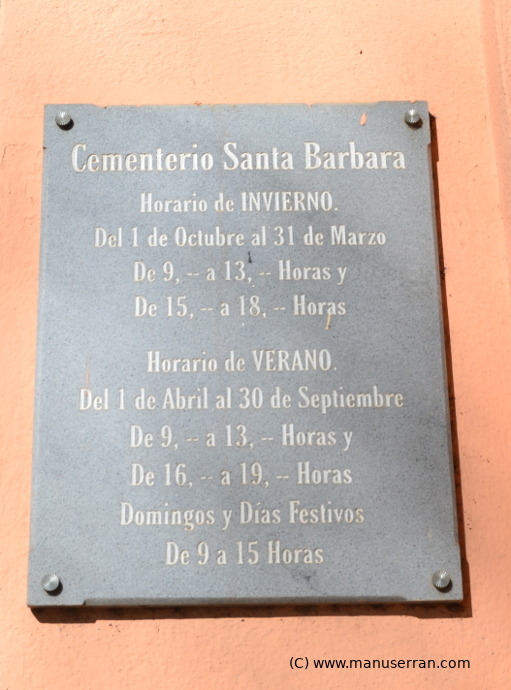 Cementerio Santa Barbara
Horario de INVIERNO.
Del 1 de Octubre al 31 de Marzo
De 9, -- a 13, -- Horas y
De 15, -- a 18, -- Horas
Horario de VERANO.
Del 1 de Abril al 30 de Septiembre
De 9, -- a 13, -- Horas y
De 16, -- a 19, -- Horas
Domingos y Días Festivos
De 9 a 15 Horas
(C) www.manuserran.com